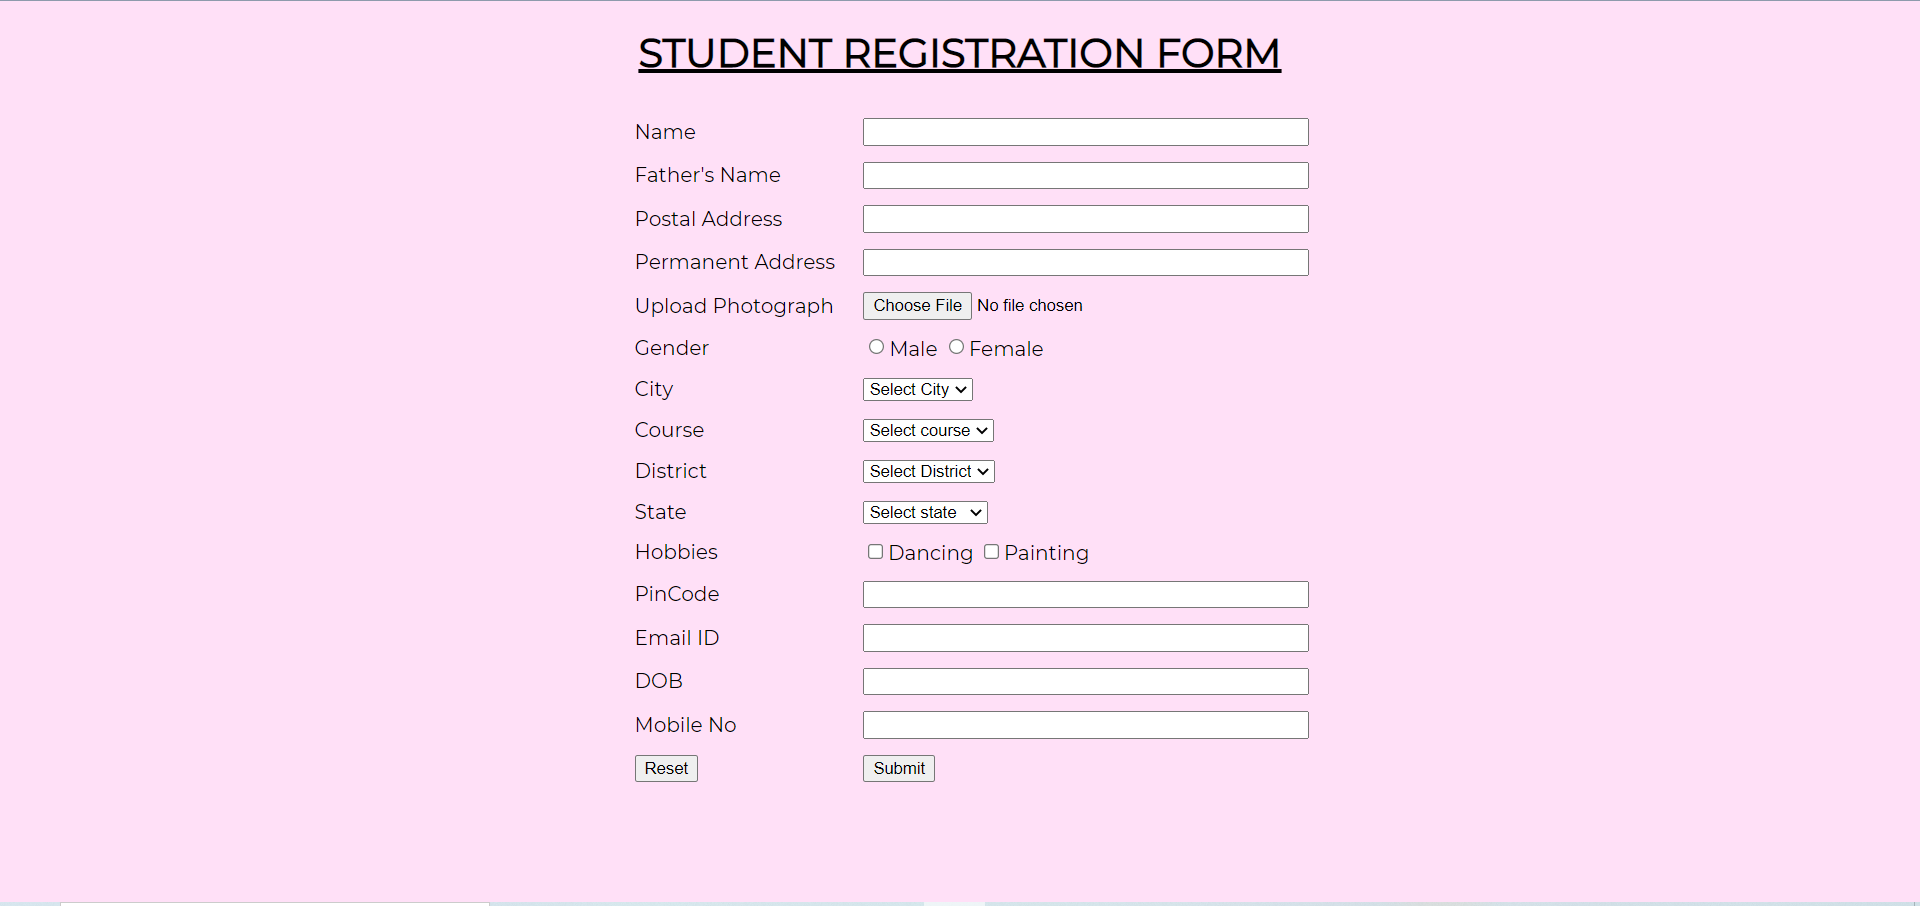 STUDENT REGISTRATION FORM
Name
Father's Name
Postal Address
Permanent Address
Upload Photograph Choose File No file chosen
Gender Male Female
City Select City
Course Select course
District Select District
State Select state
Hobbies Dancing Painting
PinCode
Email ID
DOB
Mobile No
Reset Submit